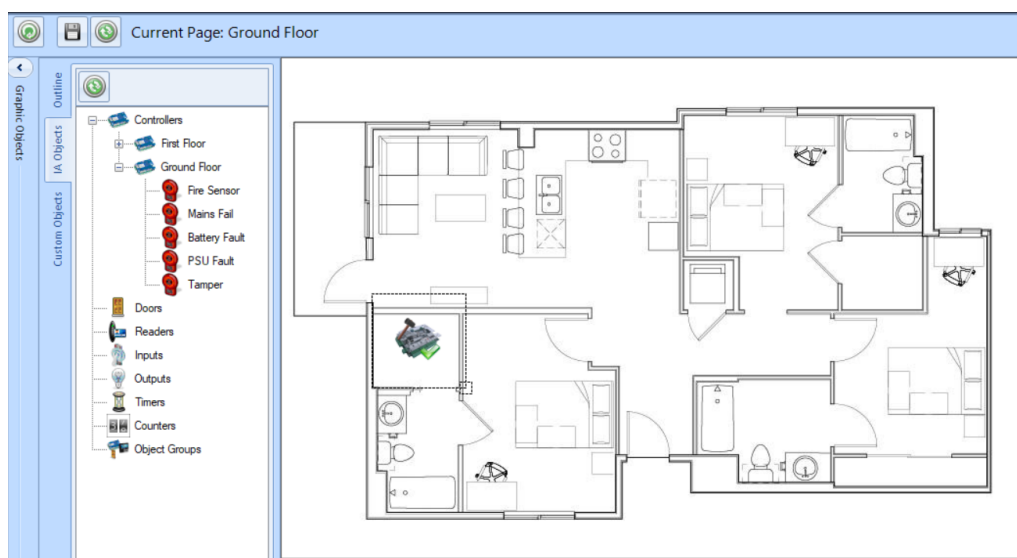 Current Page: Ground Floor
Graphic Objects
Outline
IA Objects
Custom Objects
Controllers
First Floor
Ground Floor
Fire Sensor
Mains Fail
Battery Fault
PSU Fault
Tamper
Doors
Readers
Inputs
Outputs
Timers
Counters
Object Groups